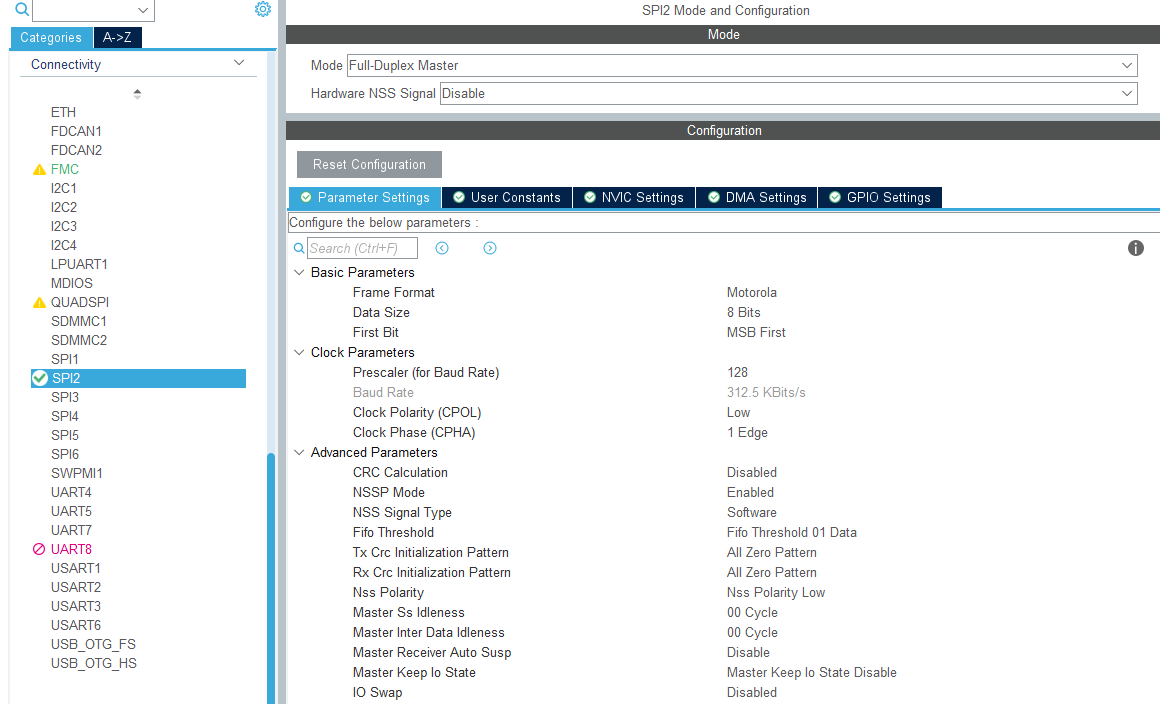 Categories A->Z
Connectivity
ETH
FDCAN1
FDCAN2
FMC
I2C1
I2C2
I2C3
I2C4
LPUART1
MDIOS
QUADSPI
SDMMC1
SDMMC2
SPI1
SPI2
SPI3
SPI4
SPI5
SPI6
SWPMI1
UART4
UART5
UART7
UART8
USART1
USART2
USART3
USART6
USB_OTG_FS
USB_OTG_HS
SPI2 Mode and Configuration
Mode
Mode Full-Duplex Master
Hardware NSS Signal Disable
Configuration
Reset Configuration
Parameter Settings User Constants NVIC Settings DMA Settings GPIO Settings
Configure the below parameters :
Search (Ctrl+F)
Basic Parameters
Frame Format Motorola
Data Size 8 Bits
First Bit MSB First
Clock Parameters
Prescaler (for Baud Rate) 128
Baud Rate 312.5 KBits/s
Clock Polarity (CPOL) Low
Clock Phase (CPHA) 1 Edge
Advanced Parameters
CRC Calculation Disabled
NSSP Mode Enabled
NSS Signal Type Software
Fifo Threshold Fifo Threshold 01 Data
Tx Crc Initialization Pattern All Zero Pattern
Rx Crc Initialization Pattern All Zero Pattern
Nss Polarity Nss Polarity Low
Master Ss Idleness 00 Cycle
Master Inter Data Idleness 00 Cycle
Master Receiver Auto Susp Disable
Master Keep Io State Master Keep Io State Disable
IO Swap Disabled